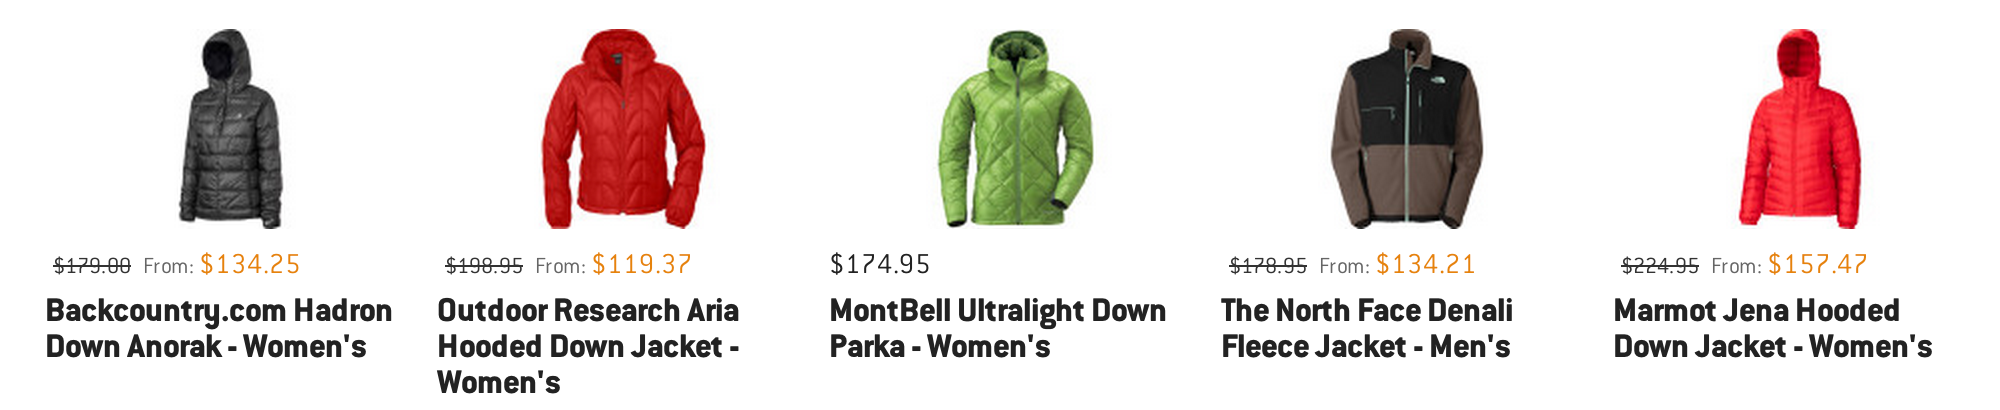 $179.00 From: $134.25
Backcountry.com Hadron
Down Anorak - Women's
$198.95 From: $119.37
Outdoor Research Aria
Hooded Down Jacket -
Women's
$174.95
MontBell Ultralight Down
Parka - Women's
$178.95 From: $134.21
The North Face Denali
Fleece Jacket - Men's
$224.95 From: $157.47
Marmot Jena Hooded
Down Jacket - Women's